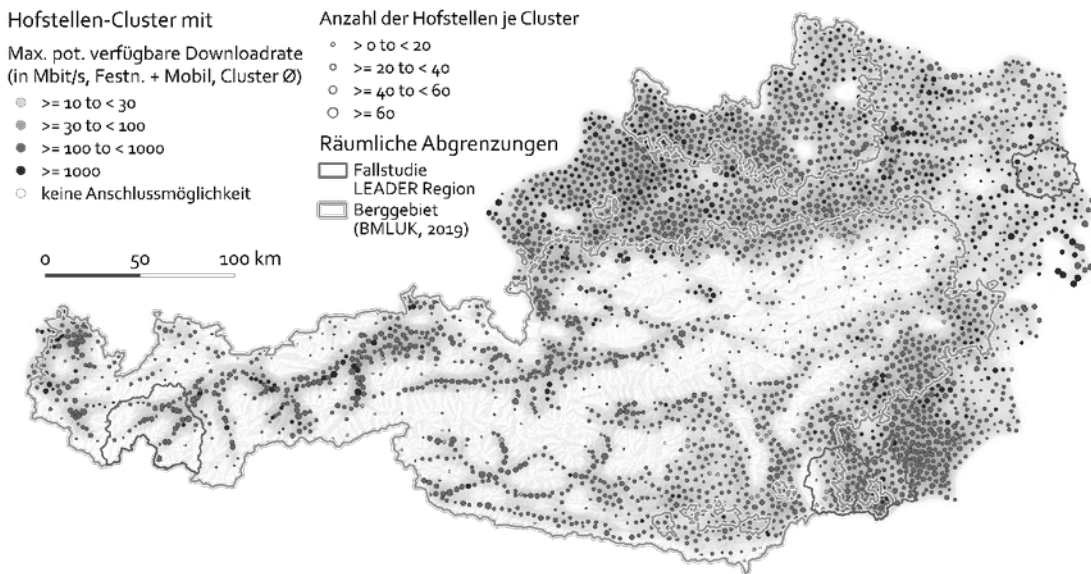 Hofstellen-Cluster mit
Max. pot. verfügbare Downloadrate
(in Mbit/s, Festn. + Mobil, Cluster Ø)
>= 10 to < 30
>= 30 to < 100
>= 100 to < 1000
>= 1000
keine Anschlussmöglichkeit
Anzahl der Hofstellen je Cluster
> 0 to < 20
>= 20 to < 40
>= 40 to < 60
>= 60
Räumliche Abgrenzungen
Fallstudie
LEADER Region
Berggebiet
(BMLUK, 2019)
0 50 100 km